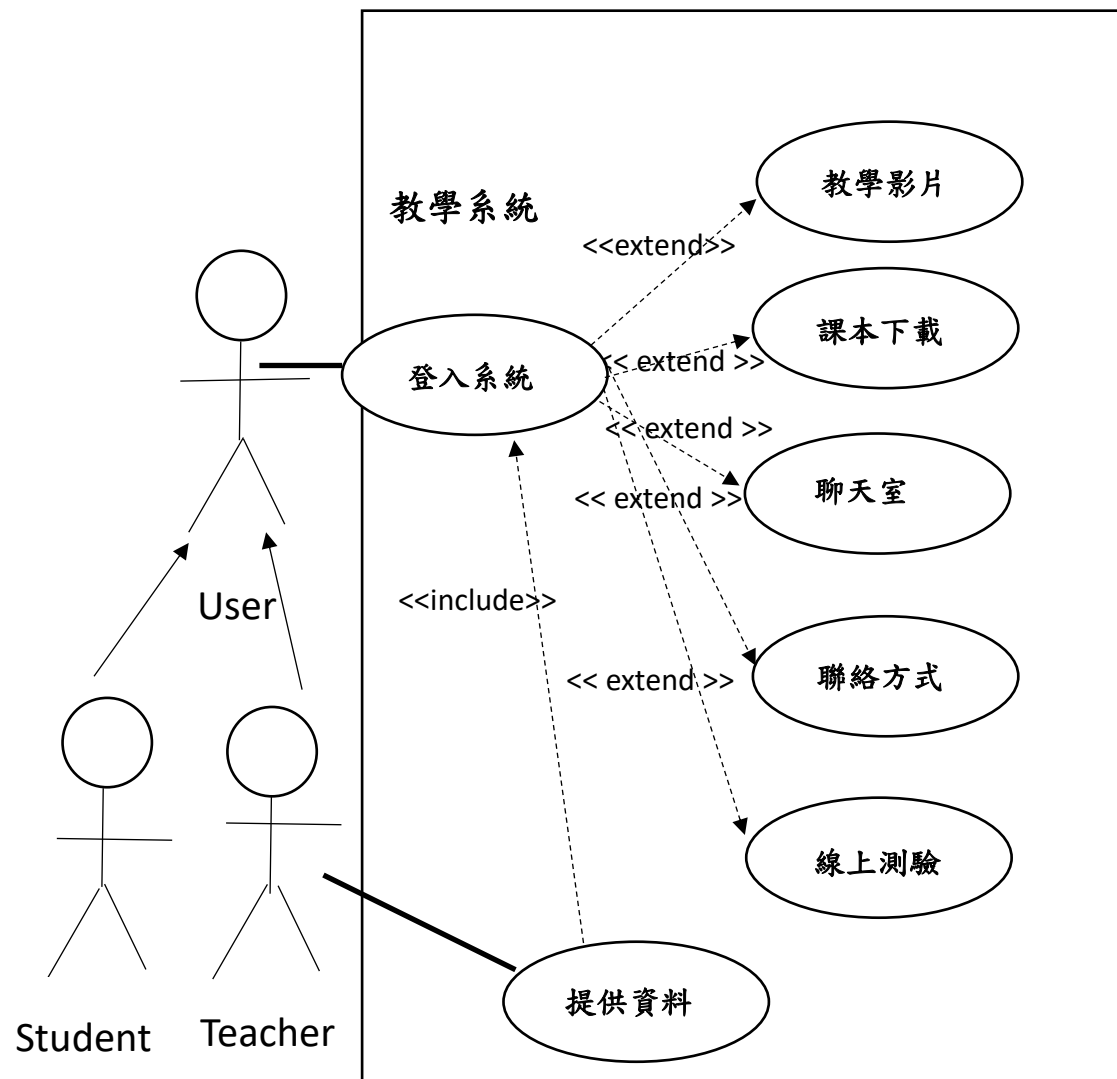 教學影片
教學系統
<<extend>>
課本下載
登入系統
<< extend >>
<< extend >>
聊天室
<< extend >>
User
<<include>>
聯絡方式
<< extend >>
線上測驗
提供資料
Student
Teacher